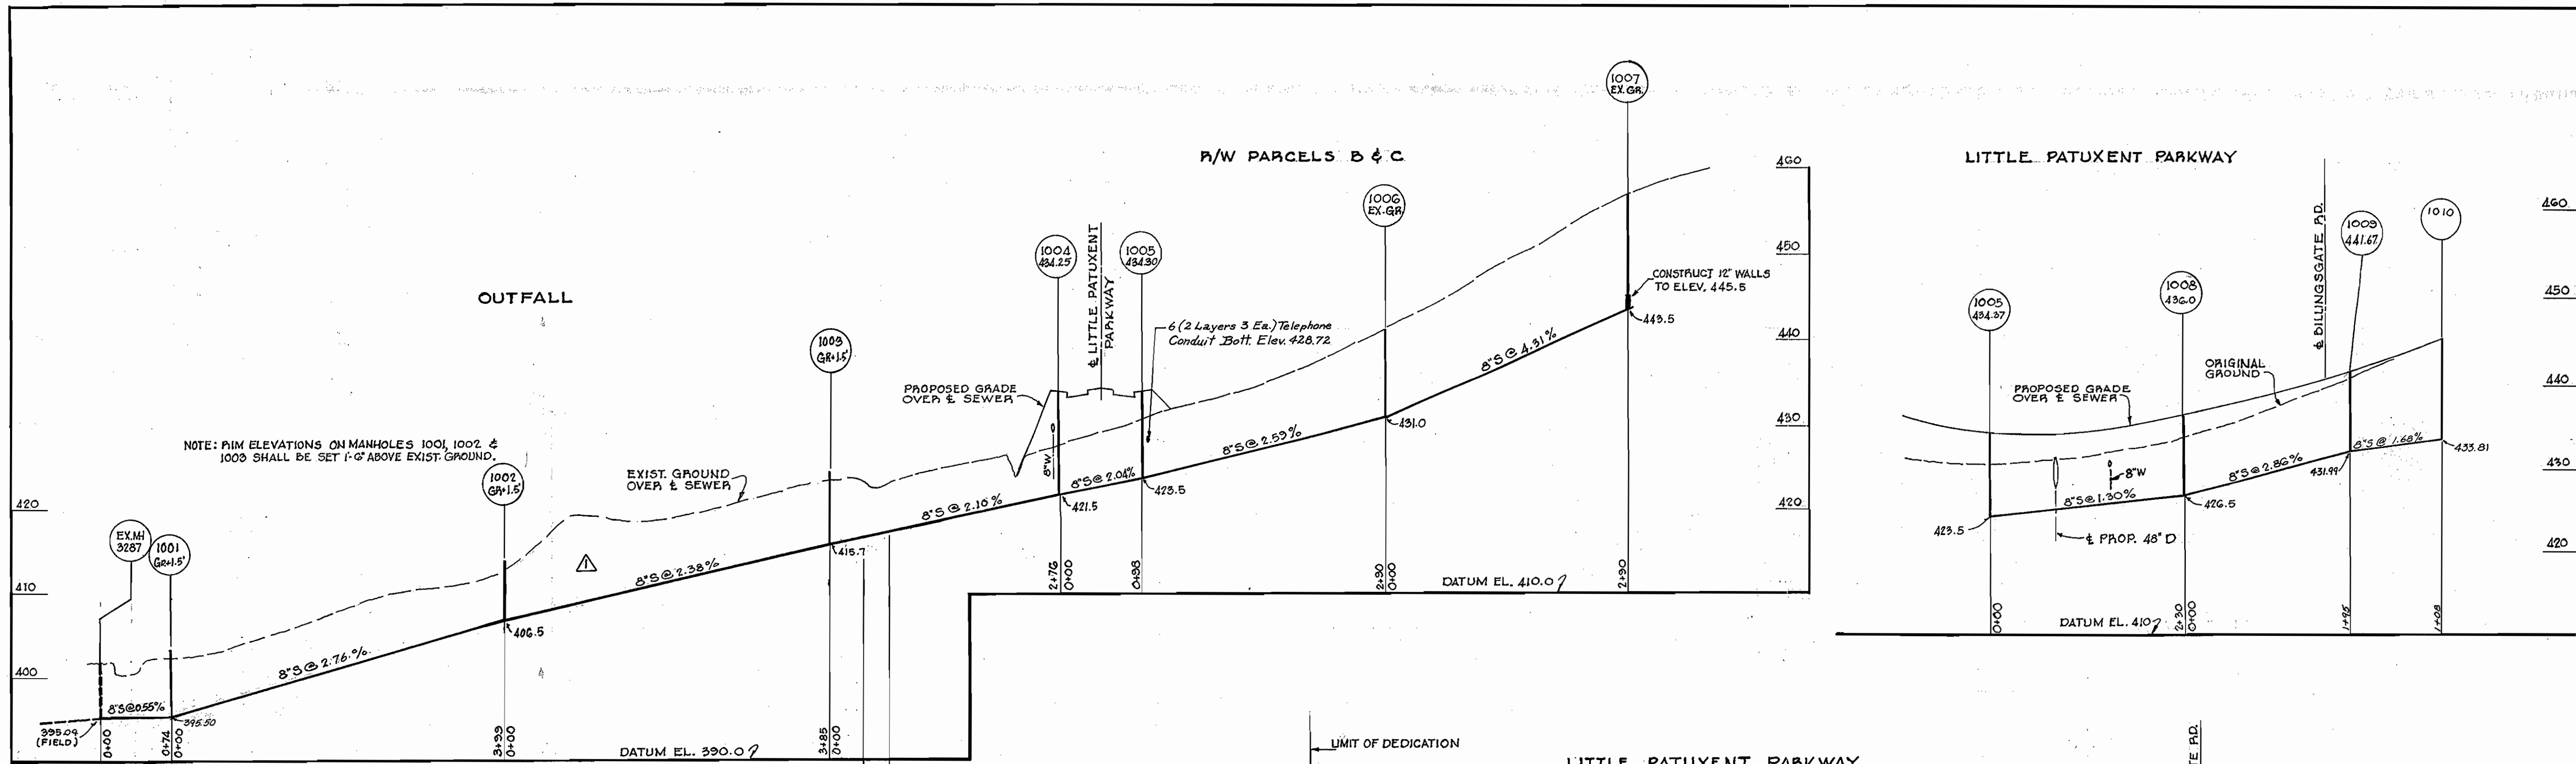 R/W PARCELS B & C
OUTFALL
NOTE: RIM ELEVATIONS ON MANHOLES 1001, 1002 &
1003 SHALL BE SET 1'-6" ABOVE EXIST. GROUND.
420
410
400
EX.MH
3287
1001
GR+1.5'
1002
GR+1.5'
1003
GR+1.5'
1004
434.25
1005
434.30
1006
EX.GR.
1007
EX.GR.
℄ LITTLE PATUXENT
PARKWAY
6 (2 Layers 3 Ea.) Telephone
Conduit Bott. Elev. 428.72
PROPOSED GRADE
OVER ℄ SEWER
EXIST. GROUND
OVER ℄ SEWER
CONSTRUCT 12" WALLS
TO ELEV. 445.5
8"W
8"S@0.55%
8"S@2.76%
8"S@2.38%
8"S@2.10%
8"S@2.04%
8"S@2.59%
8"S@4.31%
395.09
(FIELD)
395.50
406.5
415.7
421.5
423.5
431.0
443.5
1
0+00
0+74
0+00
3+99
0+00
3+85
0+00
2+76
0+00
0+98
2+90
0+00
2+90
DATUM EL. 390.0
DATUM EL. 410.0
460
450
440
430
420
LITTLE PATUXENT PARKWAY
℄ BILLINGSGATE RD.
1005
434.37
1008
436.0
1009
441.67
1010
PROPOSED GRADE
OVER ℄ SEWER
ORIGINAL
GROUND
8"W
8"S@1.30%
8"S@2.86%
8"S@1.68%
423.5
426.5
431.99
433.81
℄ PROP. 48" D
0+00
2+30
0+00
1+95
1+08
DATUM EL. 410
460
450
440
430
420
LIMIT OF DEDICATION
LITTLE PATUXENT PARKWAY
TE RD.